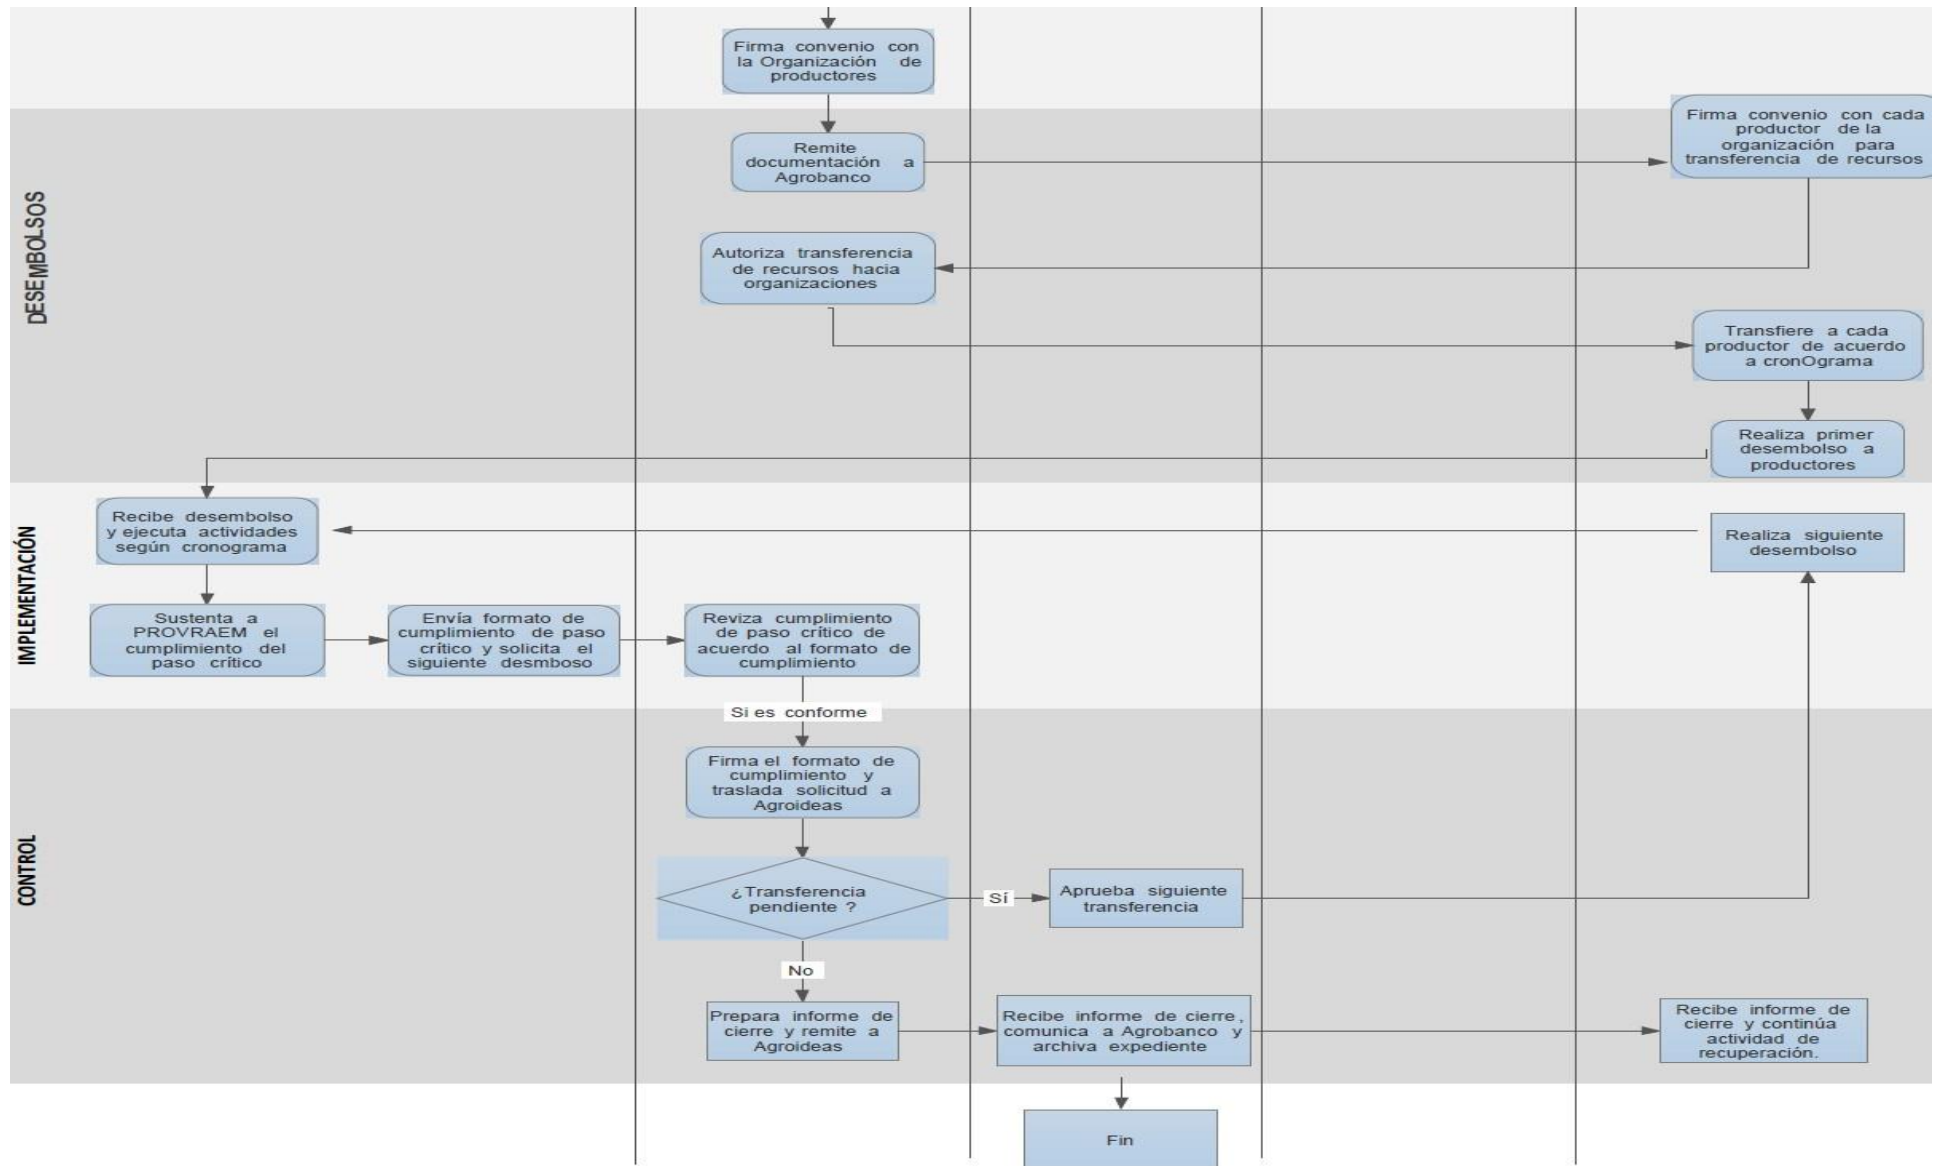 Firma convenio con
la Organización de
productores
DESEMBOLSOS
Remite
documentación a
Agrobanco
Firma convenio con cada
productor de la
organización para
transferencia de recursos
Autoriza transferencia
de recursos hacia
organizaciones
Transfiere a cada
productor de acuerdo
a cronOgrama
Realiza primer
desembolso a
productores
IMPLEMENTACIÓN
Recibe desembolso
y ejecuta actividades
según cronograma
Realiza siguiente
desembolso
Sustenta a
PROVRAEM el
cumplimiento del
paso crítico
Envía formato de
cumplimiento de paso
crítico y solicita el
siguiente desmboso
Reviza cumplimiento
de paso crítico de
acuerdo al formato de
cumplimiento
Si es conforme
CONTROL
Firma el formato de
cumplimiento y
traslada solicitud a
Agroideas
¿Transferencia
pendiente ?
Sí
Aprueba siguiente
transferencia
No
Prepara informe de
cierre y remite a
Agroideas
Recibe informe de cierre,
comunica a Agrobanco y
archiva expediente
Recibe informe de
cierre y continúa
actividad de
recuperación.
Fin